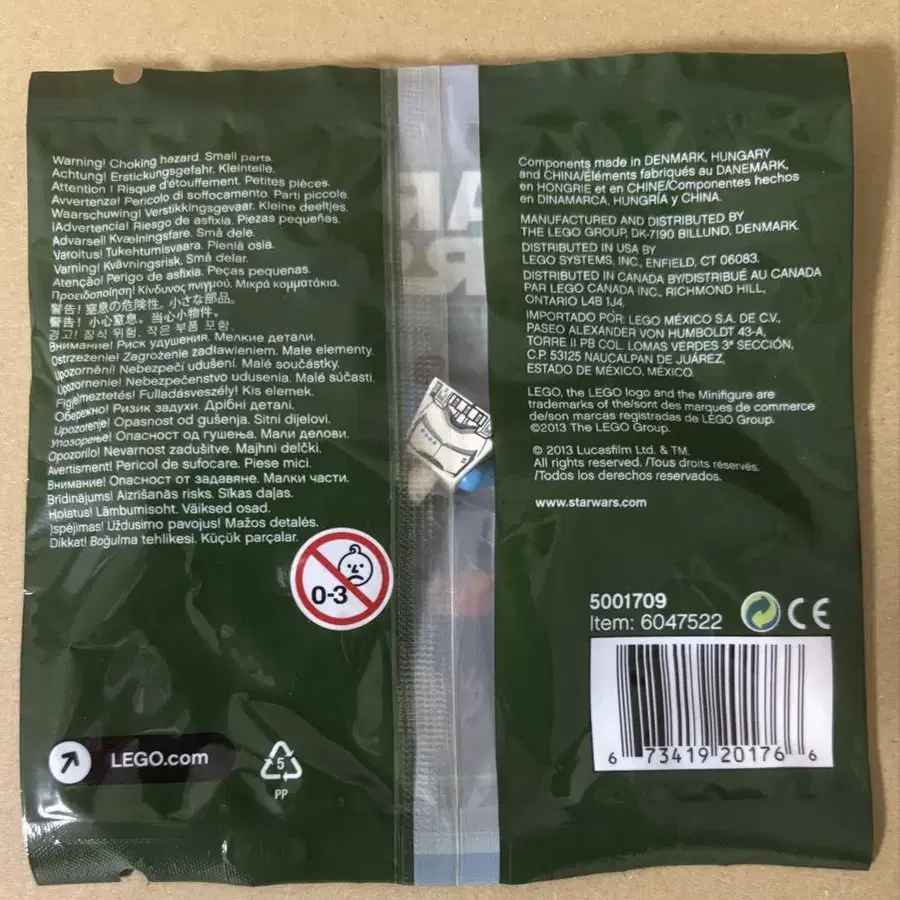 Warning! Choking hazard. Small parts.
Achtung! Erstickungsgefahr. Kleinteile.
Attention ! Risque d'étouffement. Petites pièces.
Avvertenza! Pericolo di soffocamento. Parti piccole.
Waarschuwing! Verstikkingsgevaar. Kleine deeltjes.
¡Advertencia! Riesgo de asfixia. Piezas pequeñas.
Advarsel! Kvælningsfare. Små dele.
Varoitus! Tukehtumisvaara. Pieniä osia.
Varning! Kvävningsrisk. Små delar.
Atenção! Perigo de asfixia. Peças pequenas.
Προειδοποίηση! Κίνδυνος πνιγμού. Μικρά κομματάκια.
警告! 窒息の危険性。小さな部品。
警告! 小心窒息。当心小物件。
경고! 질식 위험. 작은 부품 포함.
Внимание! Риск удушения. Мелкие детали.
Ostrzeżenie! Zagrożenie zadławieniem. Małe elementy.
Upozornění! Nebezpečí udušení. Malé součástky.
Upozornenie! Nebezpečenstvo udusenia. Malé súčasti.
Figyelmeztetés! Fulladásveszély! Kis elemek.
Обережно! Ризик задухи. Дрібні деталі.
Upozorenje! Opasnost od gušenja. Sitni dijelovi.
Упозорење! Опасност од гушења. Мали делови.
Opozorilo! Nevarnost zadušitve. Majhni delčki.
Avertisment! Pericol de sufocare. Piese mici.
Внимание! Опасност от задавяне. Малки части.
Brīdinājums! Aizrīšanās risks. Sīkas daļas.
Hoiatus! Lämbumisoht. Väiksed osad.
Įspėjimas! Uždusimo pavojus! Mažos detalės.
Dikkat! Boğulma tehlikesi. Küçük parçalar.
0-3
LEGO.com
5
PP
Components made in DENMARK, HUNGARY
and CHINA/Éléments fabriqués au DANEMARK,
en HONGRIE et en CHINE/Componentes hechos
en DINAMARCA, HUNGRÍA y CHINA.
MANUFACTURED AND DISTRIBUTED BY
THE LEGO GROUP, DK-7190 BILLUND, DENMARK.
DISTRIBUTED IN USA BY
LEGO SYSTEMS, INC., ENFIELD, CT 06083.
DISTRIBUTED IN CANADA BY/DISTRIBUÉ AU CANADA
PAR LEGO CANADA INC., RICHMOND HILL,
ONTARIO L4B 1J4.
IMPORTADO POR: LEGO MÉXICO S.A. DE C.V.,
PASEO ALEXANDER VON HUMBOLDT 43-A,
TORRE II PB COL. LOMAS VERDES 3ª SECCIÓN,
C.P. 53125 NAUCALPAN DE JUÁREZ,
ESTADO DE MÉXICO, MÉXICO.
LEGO, the LEGO logo and the Minifigure are
trademarks of the/sont des marques de commerce
de/son marcas registradas de LEGO Group.
©2013 The LEGO Group.
© 2013 Lucasfilm Ltd. & TM.
All rights reserved. /Tous droits réservés.
/Todos los derechos reservados.
www.starwars.com
5001709
Item: 6047522
CE
6 73419 20176 6